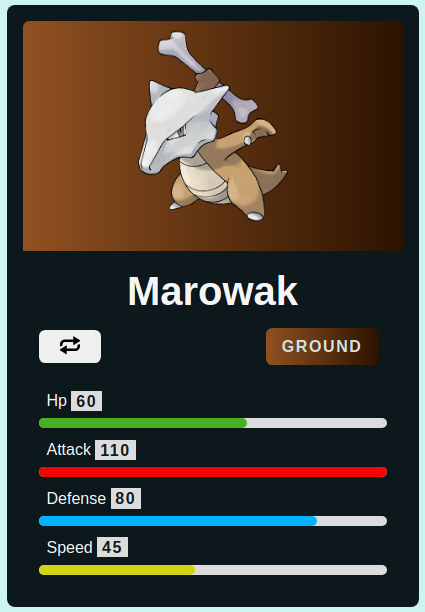 Marowak
GROUND
Hp 60
Attack 110
Defense 80
Speed 45